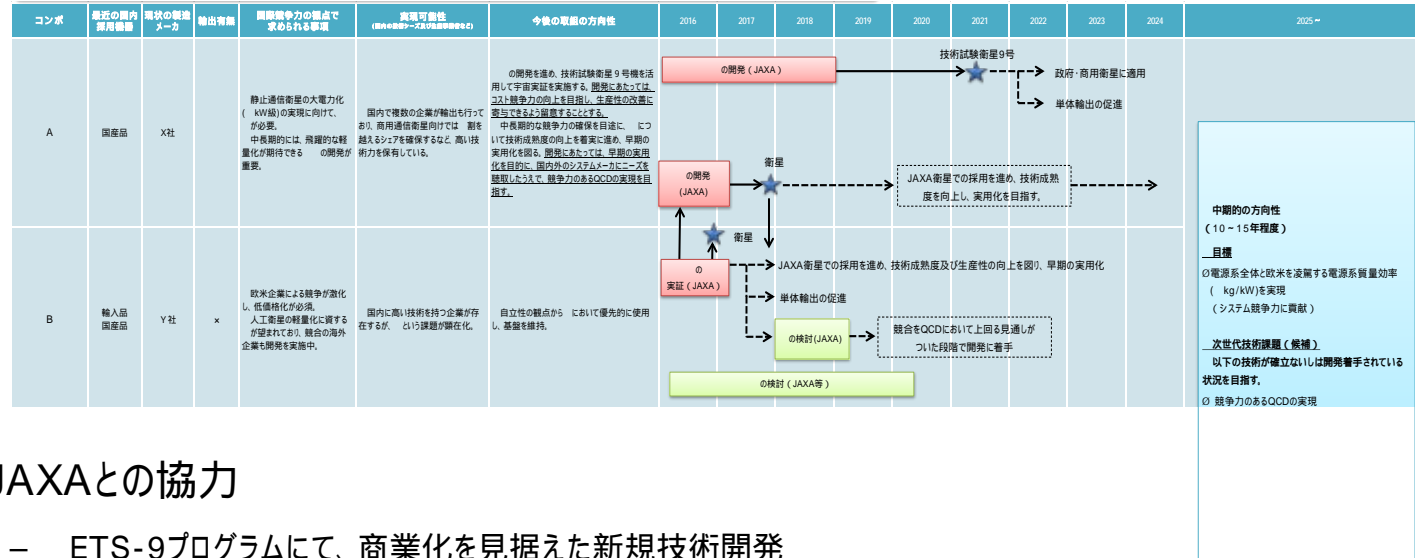 コンポ
最近の国内
採用機器
現状の製造
メーカ
輸出有無
国際競争力の観点で
求められる事項
実現可能性
今後の取組の方向性
2016
2017
2018
2019
2020
2021
2022
2023
2024
2025～
A
国産品
X社
静止通信衛星の大電力化
( kW級)の実現に向けて、
が必要。
中長期的には、飛躍的な軽
量化が期待できる の開発が
重要。
国内で複数の企業が輸出も行って
おり、商用通信衛星向けでは 割を
越えるシェアを確保するなど、高い技
術力を保有している。
の開発を進め、技術試験衛星９号機を活
用して宇宙実証を実施する。開発にあたっては、
コスト競争力の向上を目指し、生産性の改善に
寄与できるよう留意することとする。
中長期的な競争力の確保を目途に、 につ
いて技術成熟度の向上を着実に進め、早期の
実用化を図る。開発にあたっては、早期の実用
化を目的に、国内外のシステムメーカにニーズを
聴取したうえで、競争力のあるQCDの実現を目
指す。
の開発（JAXA）
技術試験衛星9号
政府・商用衛星に適用
単体輸出の促進
の開発
(JAXA)
衛星
JAXA衛星での採用を進め、技術成熟
度を向上し、実用化を目指す。
B
輸入品
国産品
Y社
×
欧米企業による競争が激化
し、低価格化が必須。
人工衛星の軽量化に資する
が望まれており、競合の海外
企業も開発を実施中。
国内に高い技術を持つ企業が存
在するが、 という課題が顕在化。
自立性の観点から において優先的に使用
し、基盤を維持。
衛星
の
実証（JAXA）
JAXA衛星での採用を進め、技術成熟度及び生産性の向上を図り、早期の実用化
単体輸出の促進
の検討(JAXA)
競合をQCDにおいて上回る見通しが
ついた段階で開発に着手
の検討（JAXA等）
中期的の方向性
（10～15年程度）
目標
Ø電源系全体と欧米を凌駕する電源系質量効率
( kg/kW)を実現
（システム競争力に貢献）
次世代技術課題（候補）
以下の技術が確立ないしは開発着手されている
状況を目指す。
Ø 競争力のあるQCDの実現
JAXAとの協力
– ETS-9プログラムにて、商業化を見据えた新規技術開発